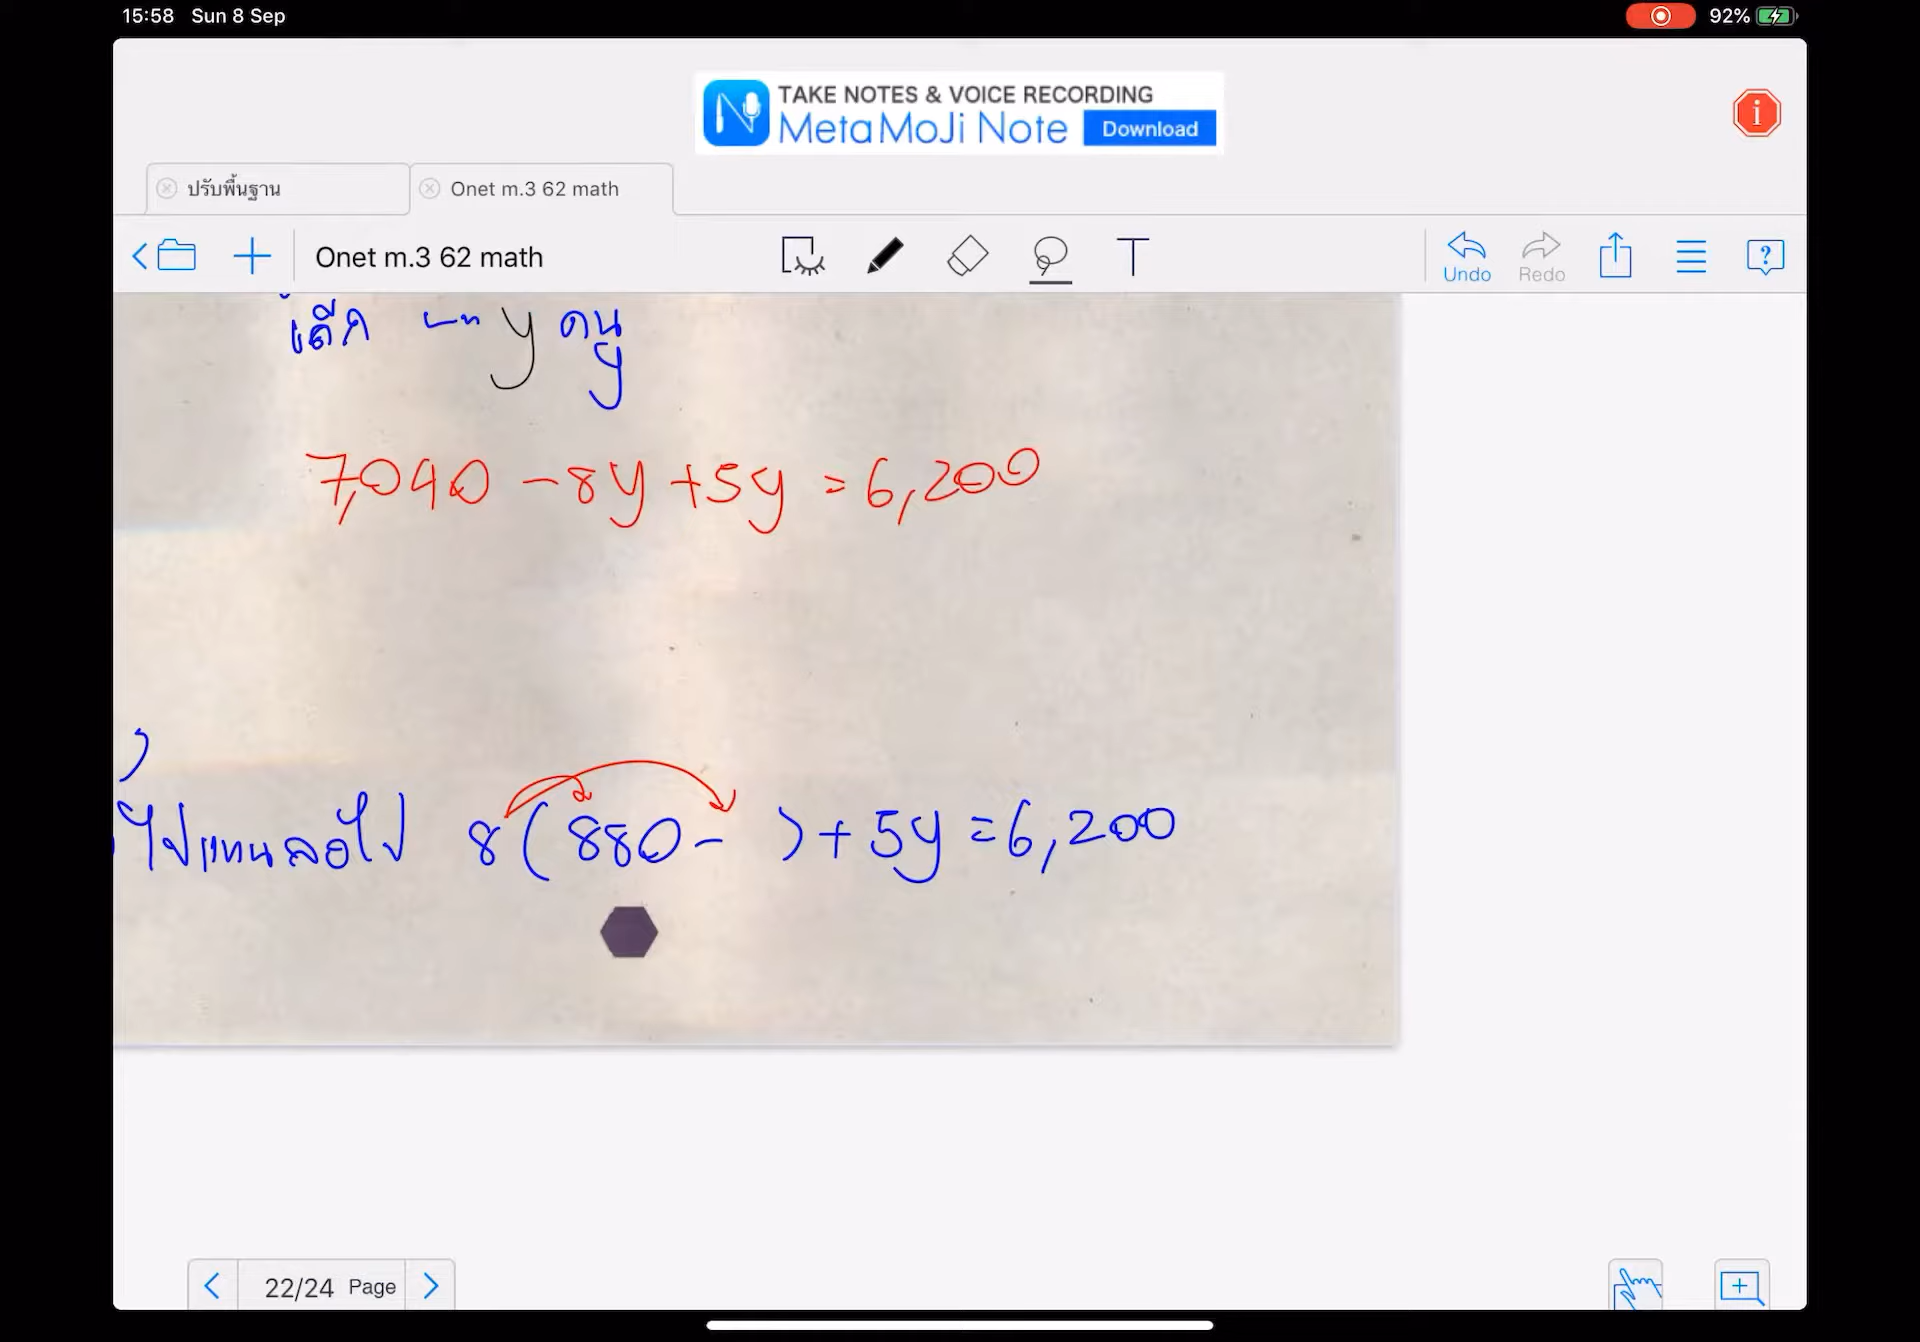 15:58 Sun 8 Sep
92%
TAKE NOTES & VOICE RECORDING
MetaMoJi Note Download
ปรับพื้นฐาน
Onet m.3 62 math
Onet m.3 62 math
T
Undo
Redo
เด็ก y คน
y
7,040 - 8y + 5y = 6,200
ไปแทนลงไป 8( 880 - ) + 5y = 6,200
22/24 Page